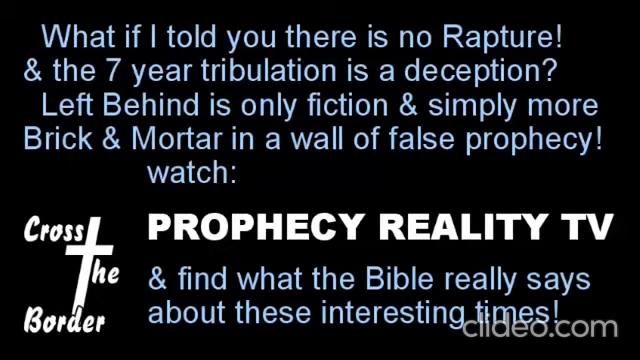 What if I told you there is no Rapture!
& the 7 year tribulation is a deception?
Left Behind is only fiction & simply more
Brick & Mortar in a wall of false prophecy!
watch:
Cross
the
Border
PROPHECY REALITY TV
& find what the Bible really says
about these interesting times!
clideo.com